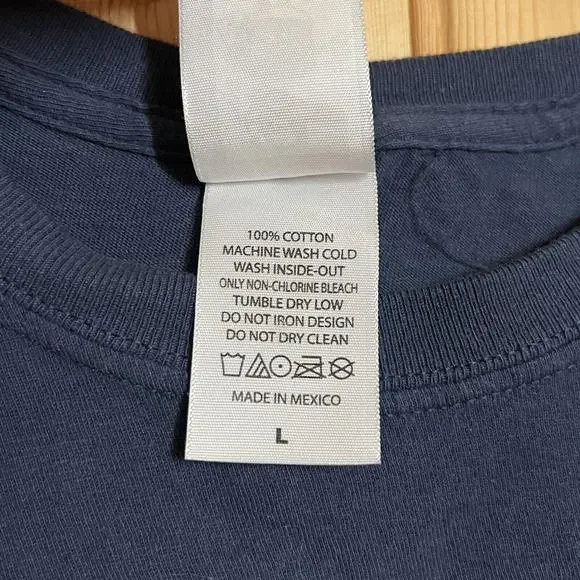 100% COTTON
MACHINE WASH COLD
WASH INSIDE-OUT
ONLY NON-CHLORINE BLEACH
TUMBLE DRY LOW
DO NOT IRON DESIGN
DO NOT DRY CLEAN
MADE IN MEXICO
L